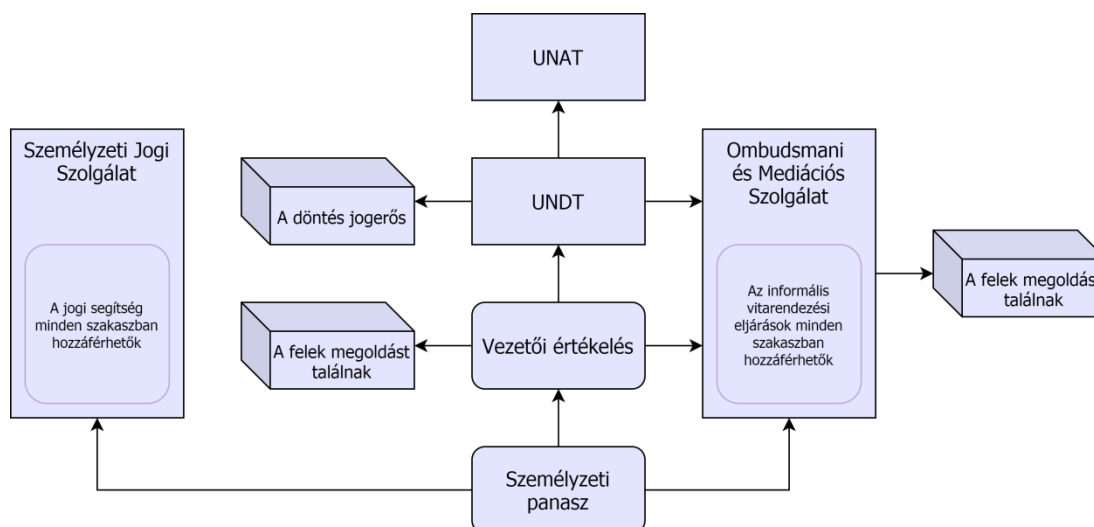 UNAT
Személyzeti Jogi
Szolgálat
A jogi segítség
minden szakaszban
hozzáférhetők
A döntés jogerős
UNDT
Ombudsmani
és Mediációs
Szolgálat
Az informális
vitarendezési
eljárások minden
szakaszban
hozzáférhetők
A felek megoldást
találnak
A felek megoldást
találnak
Vezetői értékelés
Személyzeti
panasz